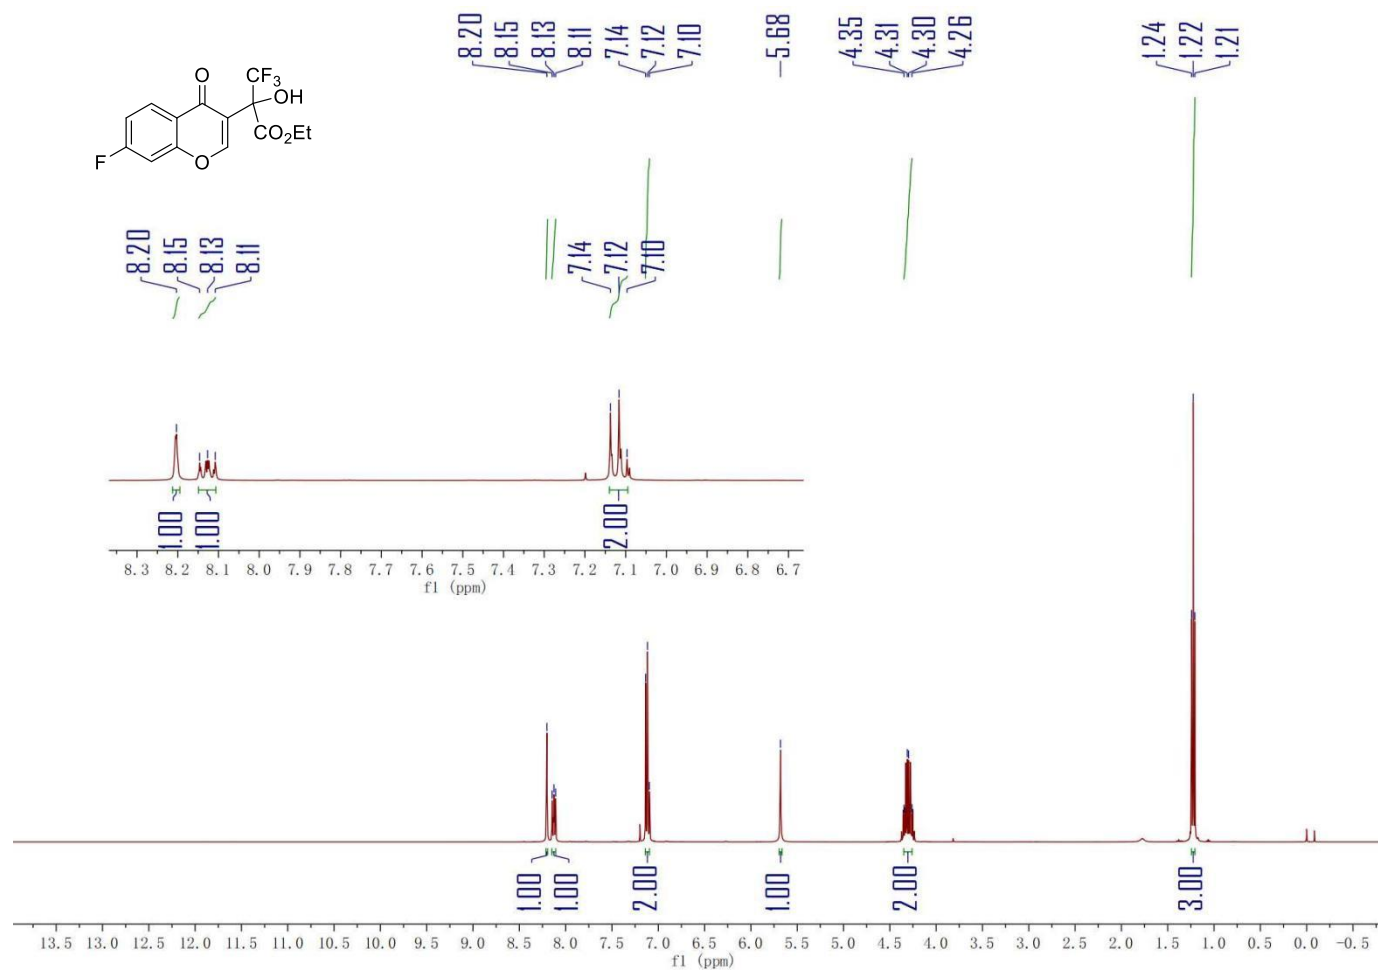 8.20 8.15 8.13 8.11 7.14 7.12 7.10 5.68 4.35 4.31 4.30 4.26 1.24 1.22 1.21
O CF3
OH
CO2Et
F O
8.20 8.15 8.13 8.11 7.14 7.12 7.10
1.00 1.00 2.00
8.3 8.2 8.1 8.0 7.9 7.8 7.7 7.6 7.5 7.4 7.3 7.2 7.1 7.0 6.9 6.8 6.7
f1 (ppm)
1.00 1.00 2.00 1.00 2.00 3.00
13.5 13.0 12.5 12.0 11.5 11.0 10.5 10.0 9.5 9.0 8.5 8.0 7.5 7.0 6.5 6.0 5.5 5.0 4.5 4.0 3.5 3.0 2.5 2.0 1.5 1.0 0.5 0.0 -0.5
f1 (ppm)